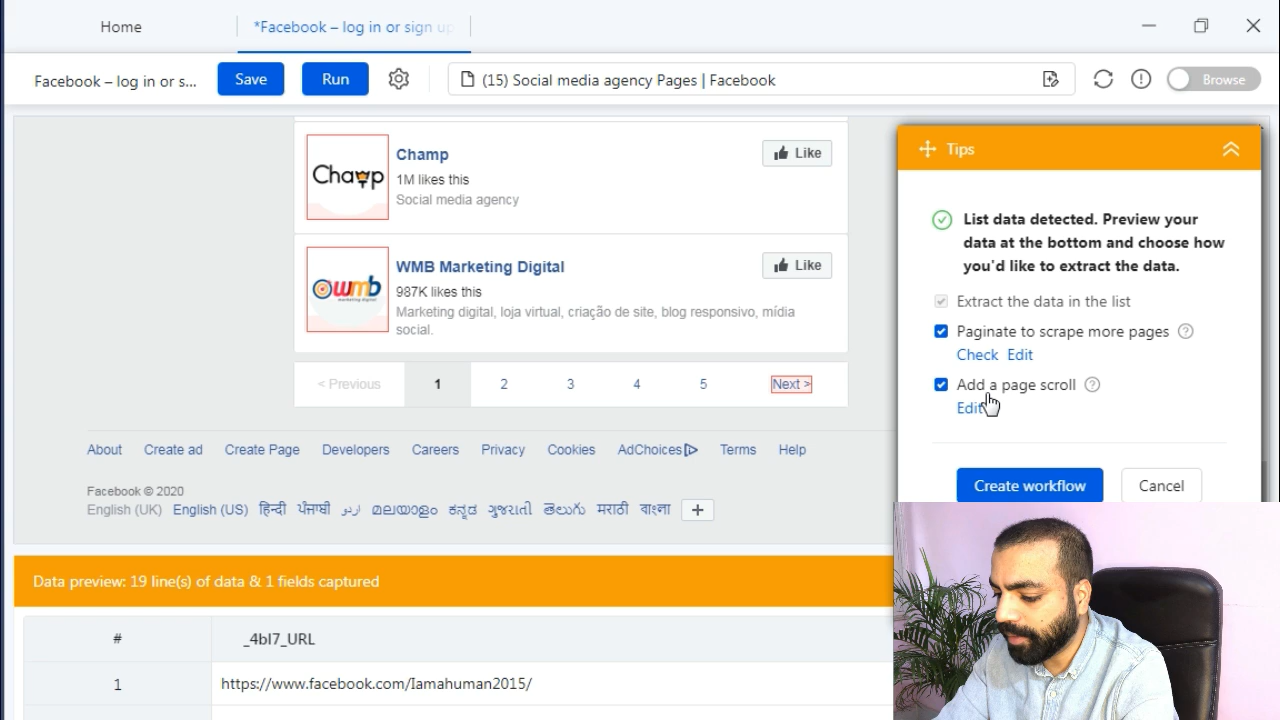 Home
*Facebook – log in or sign up
Facebook – log in or s...
Save
Run
(15) Social media agency Pages | Facebook
Browse
Champ
Champ
1M likes this
Social media agency
Like
wmb
marketing digital
WMB Marketing Digital
987K likes this
Marketing digital, loja virtual, criação de site, blog responsivo, mídia
social.
Like
< Previous
1
2
3
4
5
Next >
About
Create ad
Create Page
Developers
Careers
Privacy
Cookies
AdChoices
Terms
Help
Facebook © 2020
English (UK) English (US) हिन्दी ਪੰਜਾਬੀ اردو മലയാളം ಕನ್ನಡ ગુજરાતી తెలుగు मराठी বাংলা +
Tips
List data detected. Preview your
data at the bottom and choose how
you'd like to extract the data.
Extract the data in the list
Paginate to scrape more pages ?
Check Edit
Add a page scroll ?
Edit
Create workflow
Cancel
Data preview: 19 line(s) of data & 1 fields captured
#
_4bl7_URL
1
https://www.facebook.com/Iamahuman2015/